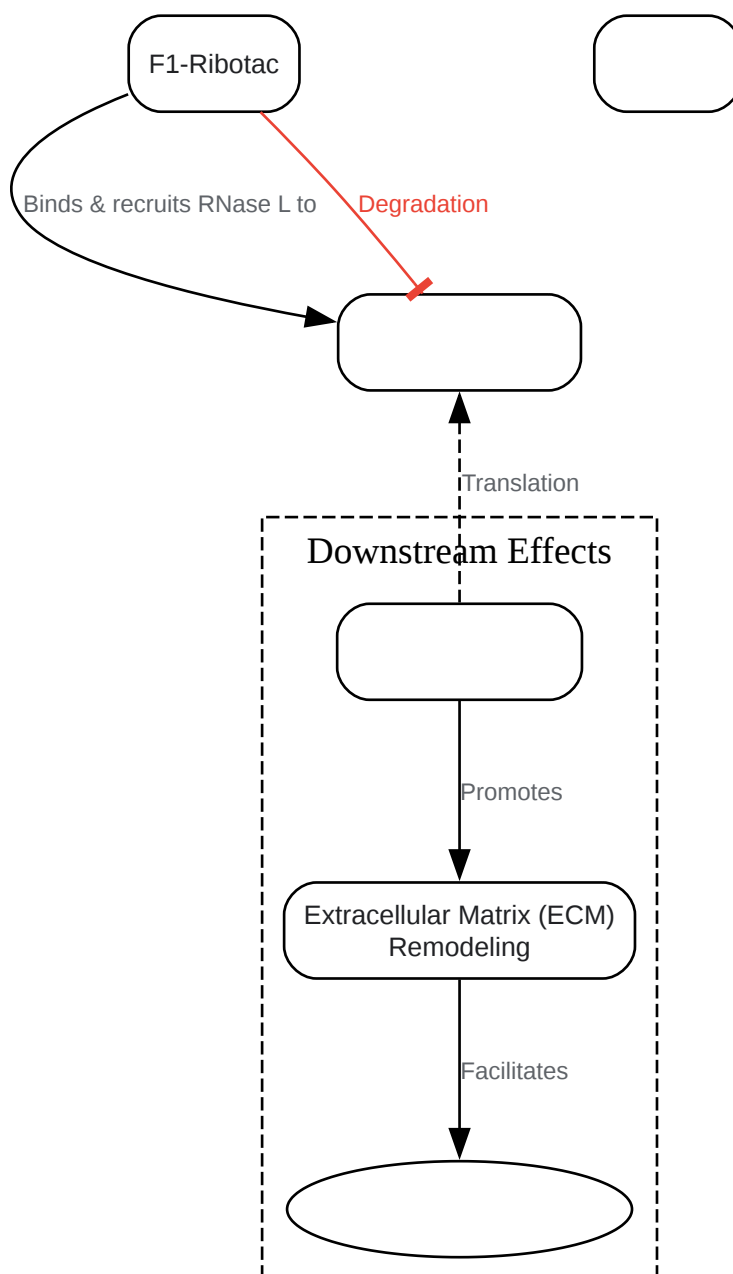 F1-Ribotac
Binds & recruits RNase L to
Degradation
Translation
Downstream Effects
Promotes
Extracellular Matrix (ECM)
Remodeling
Facilitates